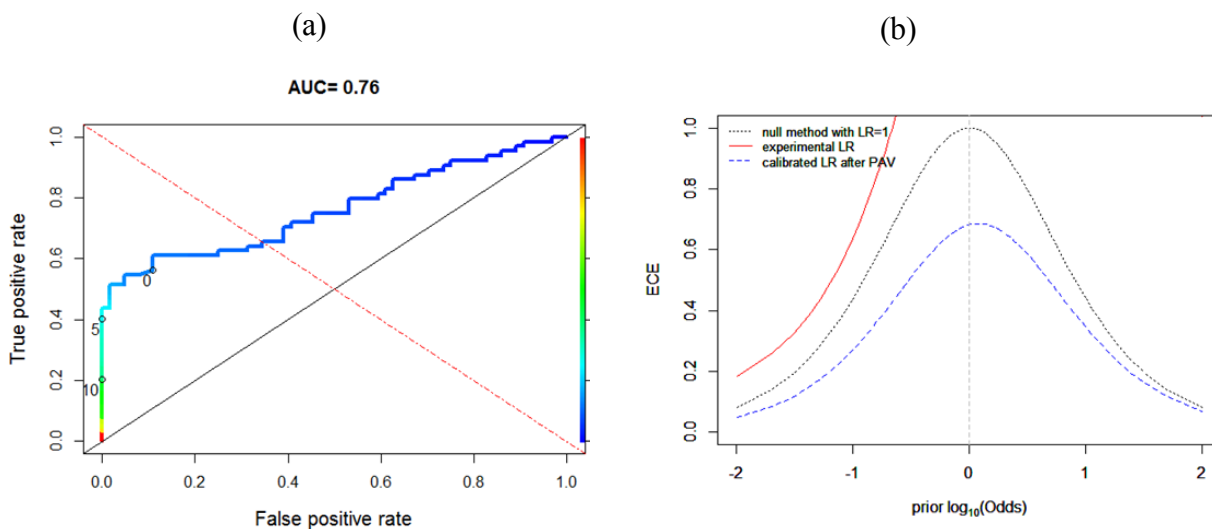 (a)
(b)
AUC= 0.76
True positive rate
1.0
0.8
0.6
0.4
0.2
0.0
0
5
10
0.0 0.2 0.4 0.6 0.8 1.0
False positive rate
null method with LR=1
experimental LR
calibrated LR after PAV
ECE
1.0
0.8
0.6
0.4
0.2
0.0
-2 -1 0 1 2
prior log₁₀(Odds)